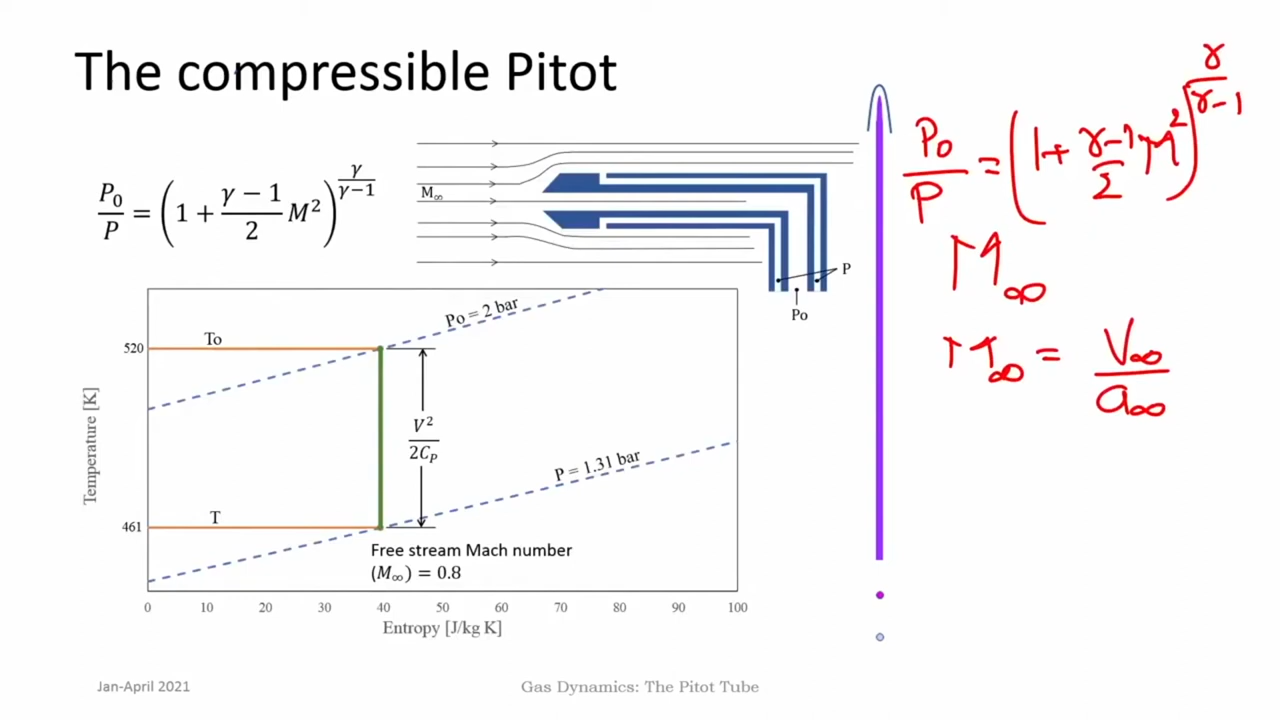 The compressible Pitot
P₀/P = (1 + (γ − 1)/2 M²)^(γ/(γ−1))
M∞
P
Po
Temperature [K]
520
461
To
T
Po = 2 bar
P = 1.31 bar
V²/2C_P
Free stream Mach number
(M∞) = 0.8
0 10 20 30 40 50 60 70 80 90 100
Entropy [J/kg K]
P₀/P = (1 + (γ−1)/2 M²)^(γ/(γ−1))
M∞
M∞ = V∞/a∞
Jan-April 2021
Gas Dynamics: The Pitot Tube